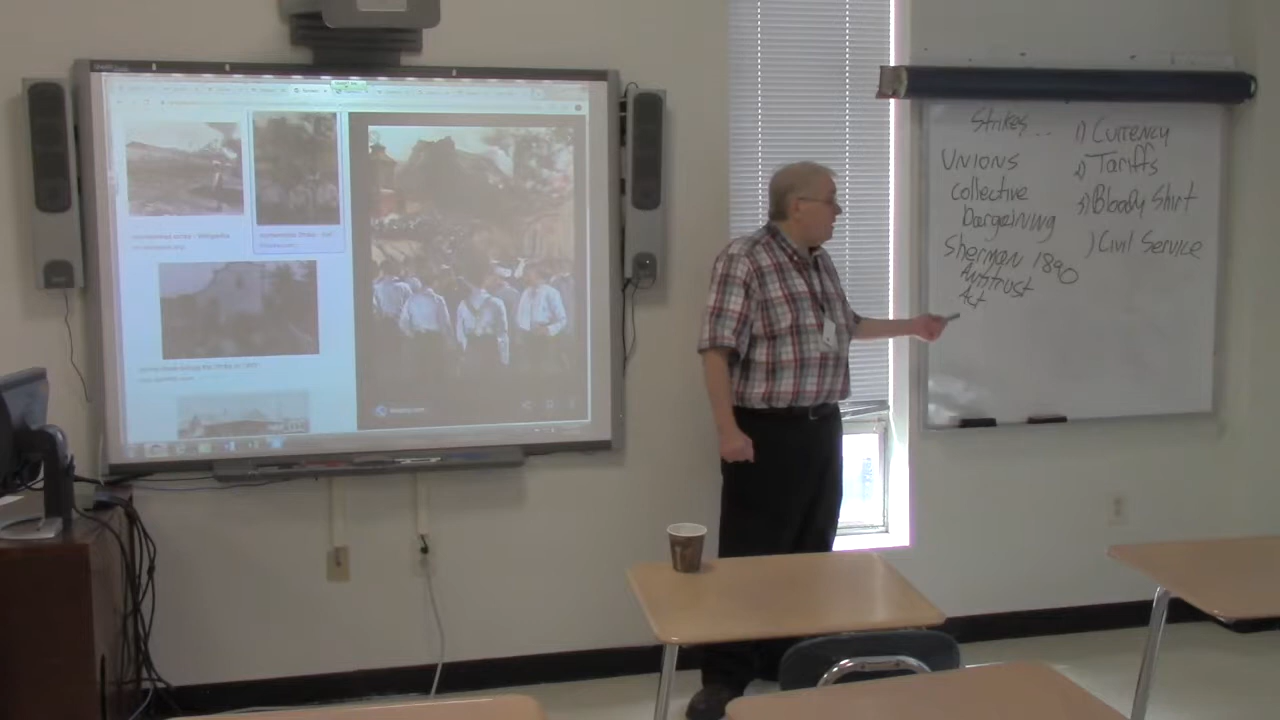 Strikes...
UNIONS
Collective
Bargaining
Sherman 1890
Antitrust
Act
1) Currency
2) Tariffs
3) Bloody Shirt
) Civil Service